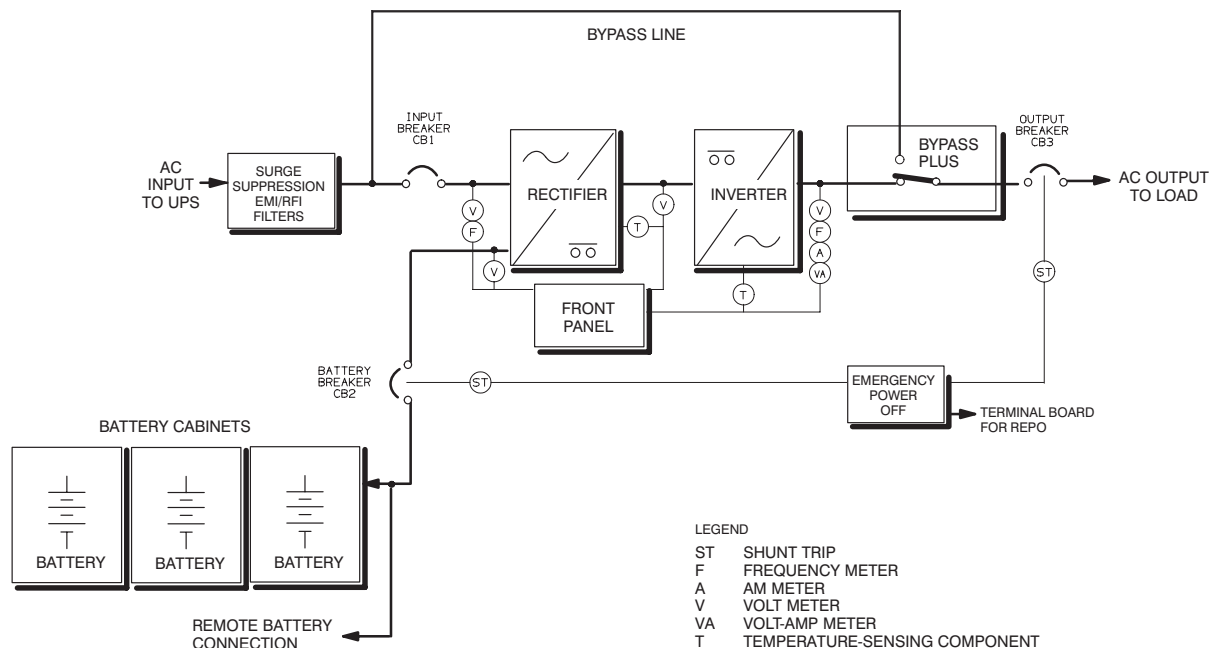 BYPASS LINE
INPUT
BREAKER
CB1
OUTPUT
BREAKER
CB3
AC
INPUT
TO UPS
SURGE
SUPPRESSION
EMI/RFI
FILTERS
RECTIFIER
INVERTER
BYPASS
PLUS
AC OUTPUT
TO LOAD
V
F
V
T
V
T
V
F
A
VA
ST
FRONT
PANEL
BATTERY
BREAKER
CB2
ST
EMERGENCY
POWER
OFF
TERMINAL BOARD
FOR REPO
BATTERY CABINETS
BATTERY
BATTERY
BATTERY
REMOTE BATTERY
CONNECTION
LEGEND
ST SHUNT TRIP
F FREQUENCY METER
A AM METER
V VOLT METER
VA VOLT-AMP METER
T TEMPERATURE-SENSING COMPONENT